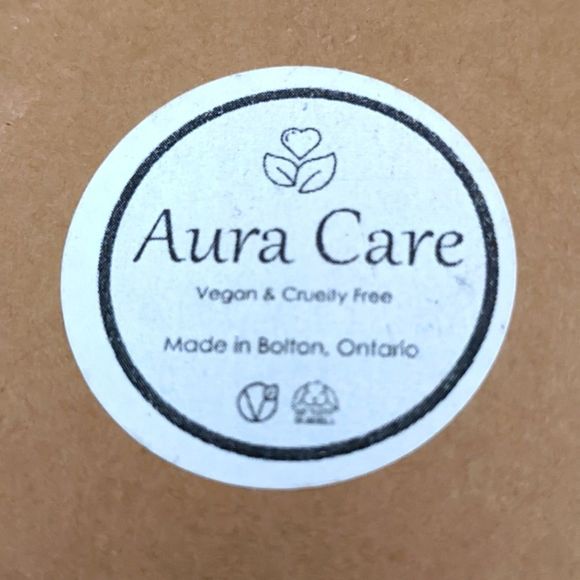 Aura Care
Vegan & Cruelty Free
Made in Bolton, Ontario